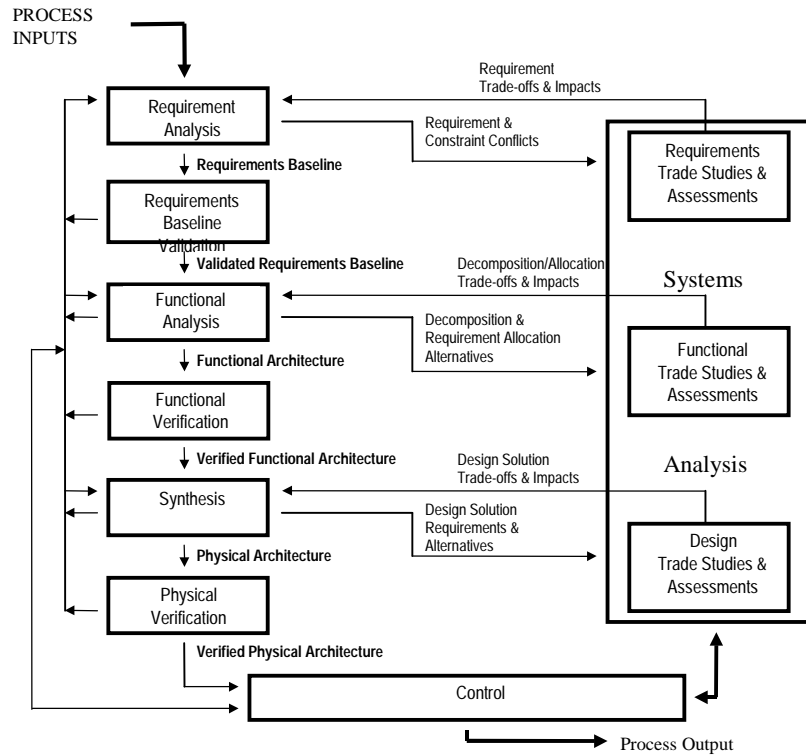 PROCESS
INPUTS
Requirement
Trade-offs & Impacts
Requirement
Analysis
Requirement &
Constraint Conflicts
Requirements
Trade Studies &
Assessments
Requirements Baseline
Requirements
Baseline
Validation
Validated Requirements Baseline
Decomposition/Allocation
Trade-offs & Impacts
Systems
Functional
Analysis
Decomposition &
Requirement Allocation
Alternatives
Functional
Trade Studies &
Assessments
Functional Architecture
Functional
Verification
Verified Functional Architecture
Design Solution
Trade-offs & Impacts
Analysis
Synthesis
Design Solution
Requirements &
Alternatives
Design
Trade Studies &
Assessments
Physical Architecture
Physical
Verification
Verified Physical Architecture
Control
Process Output